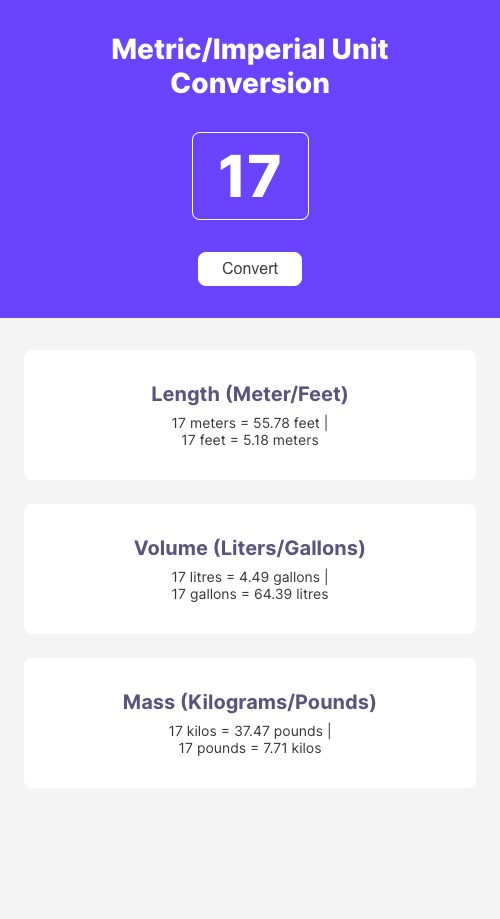 Metric/Imperial Unit
Conversion
17
Convert
Length (Meter/Feet)
17 meters = 55.78 feet |
17 feet = 5.18 meters
Volume (Liters/Gallons)
17 litres = 4.49 gallons |
17 gallons = 64.39 litres
Mass (Kilograms/Pounds)
17 kilos = 37.47 pounds |
17 pounds = 7.71 kilos